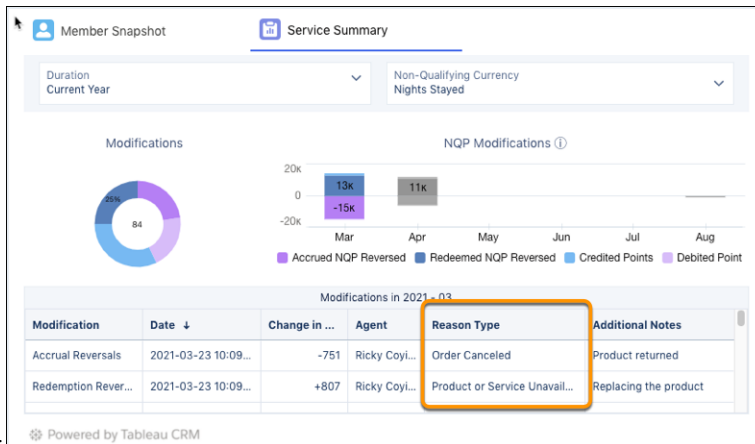 Member Snapshot
Service Summary
Duration
Current Year
Non-Qualifying Currency
Nights Stayed
Modifications
25%
84
NQP Modifications
20K
0
-20K
13K
-15K
11K
Mar Apr May Jun Jul Aug
Accrued NQP Reversed Redeemed NQP Reversed Credited Points Debited Point
Modifications in 2021 - 03
Modification Date ↓ Change in ... Agent Reason Type Additional Notes
Accrual Reversals 2021-03-23 10:09... -751 Ricky Coyi... Order Canceled Product returned
Redemption Rever... 2021-03-23 10:09... +807 Ricky Coyi... Product or Service Unavail... Replacing the product
Powered by Tableau CRM